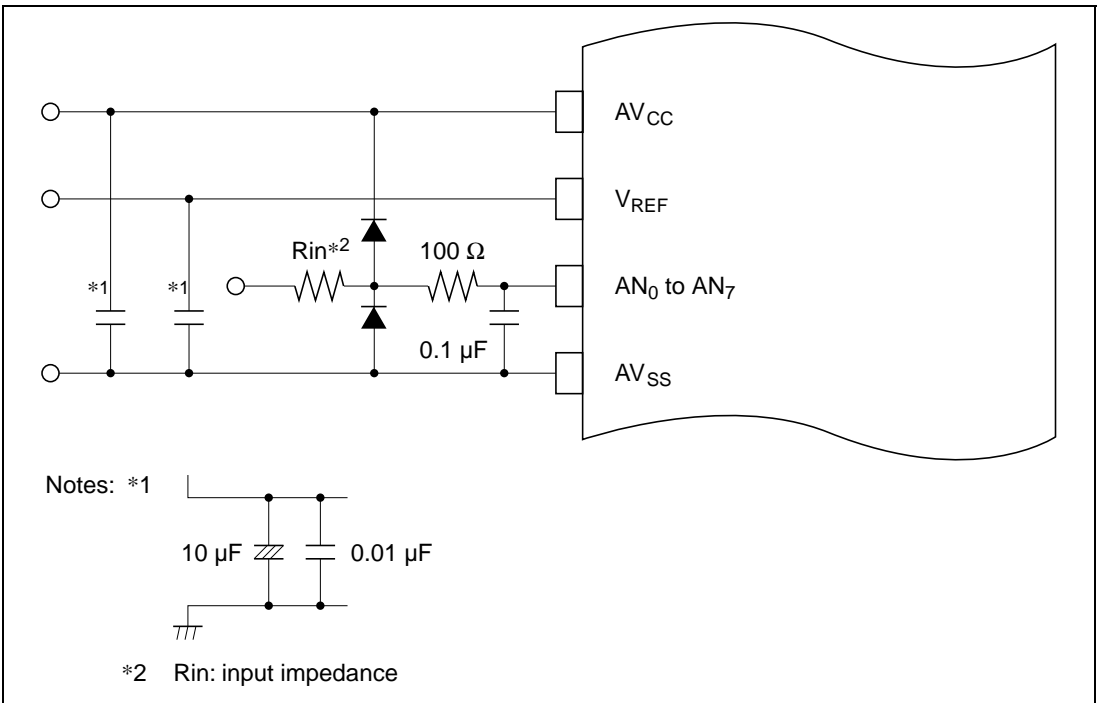 AVCC
VREF
Rin*2
100 Ω
*1
*1
AN0 to AN7
0.1 µF
AVSS
Notes: *1
10 µF
0.01 µF
*2 Rin: input impedance